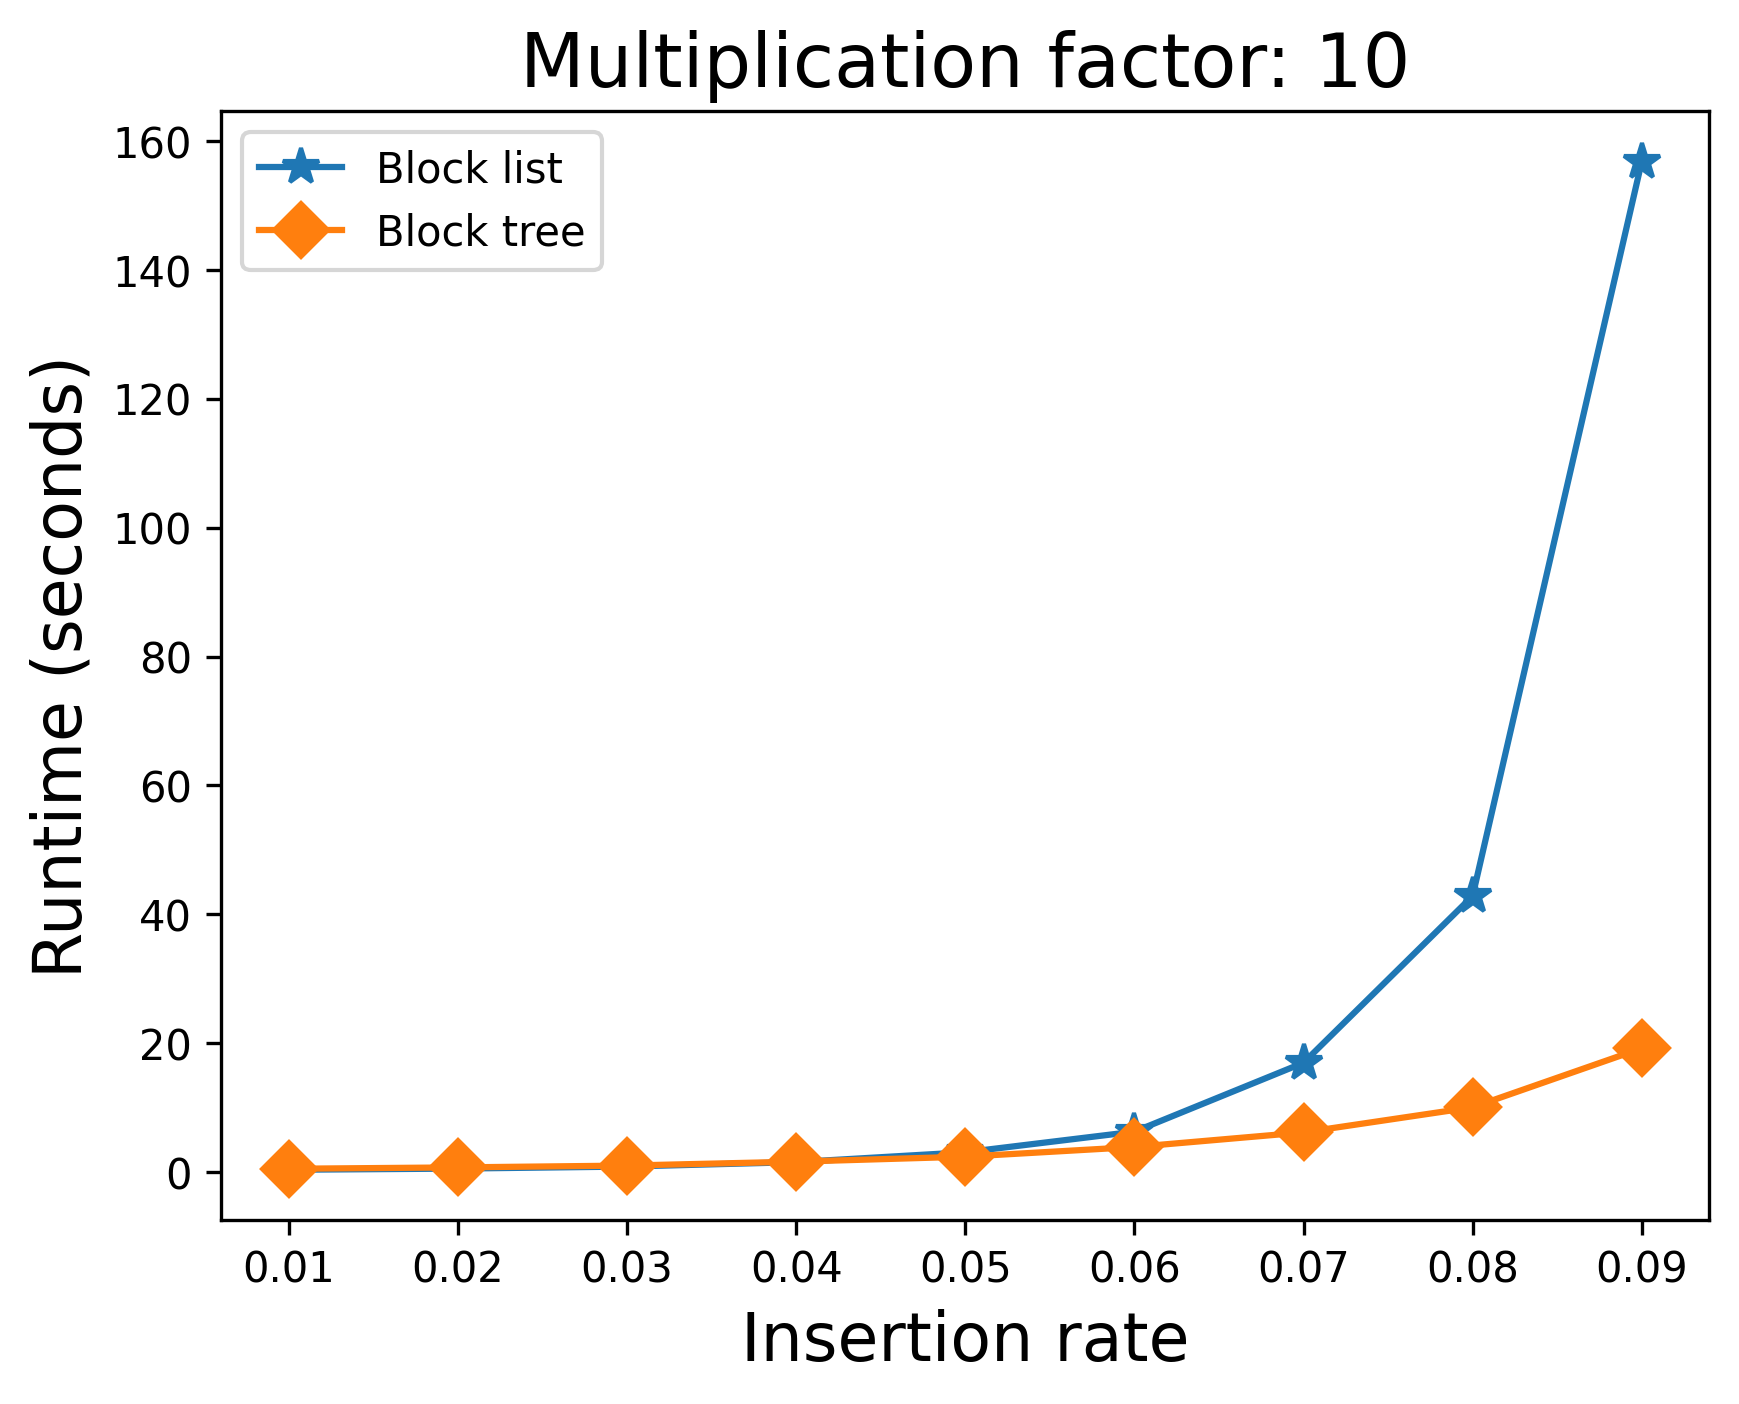 Multiplication factor: 10
Block list
Block tree
Runtime (seconds)
160
140
120
100
80
60
40
20
0
0.01 0.02 0.03 0.04 0.05 0.06 0.07 0.08 0.09
Insertion rate